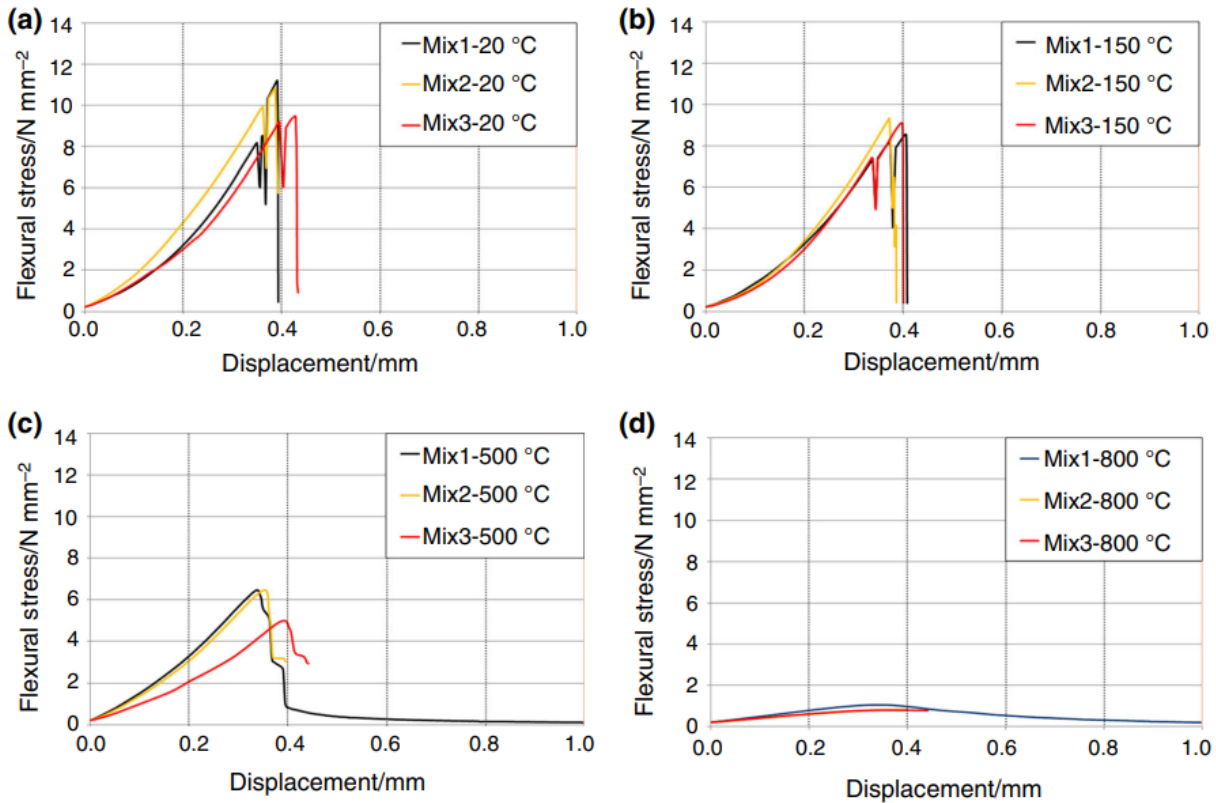 (a)
14
12
10
8
6
4
2
0
Flexural stress/N mm⁻²
Mix1-20 °C
Mix2-20 °C
Mix3-20 °C
0.0 0.2 0.4 0.6 0.8 1.0
Displacement/mm
(b)
14
12
10
8
6
4
2
0
Flexural stress/N mm⁻²
Mix1-150 °C
Mix2-150 °C
Mix3-150 °C
0.0 0.2 0.4 0.6 0.8 1.0
Displacement/mm
(c)
14
12
10
8
6
4
2
0
Flexural stress/N mm⁻²
Mix1-500 °C
Mix2-500 °C
Mix3-500 °C
0.0 0.2 0.4 0.6 0.8 1.0
Displacement/mm
(d)
14
12
10
8
6
4
2
0
Flexural stress/N mm⁻²
Mix1-800 °C
Mix2-800 °C
Mix3-800 °C
0.0 0.2 0.4 0.6 0.8 1.0
Displacement/mm